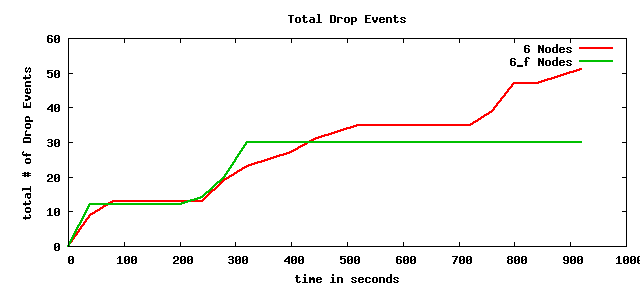 Total Drop Events
60
6 Nodes
50
6_f Nodes
40
30
20
10
0
total # of Drop Events
0 100 200 300 400 500 600 700 800 900 1000
time in seconds